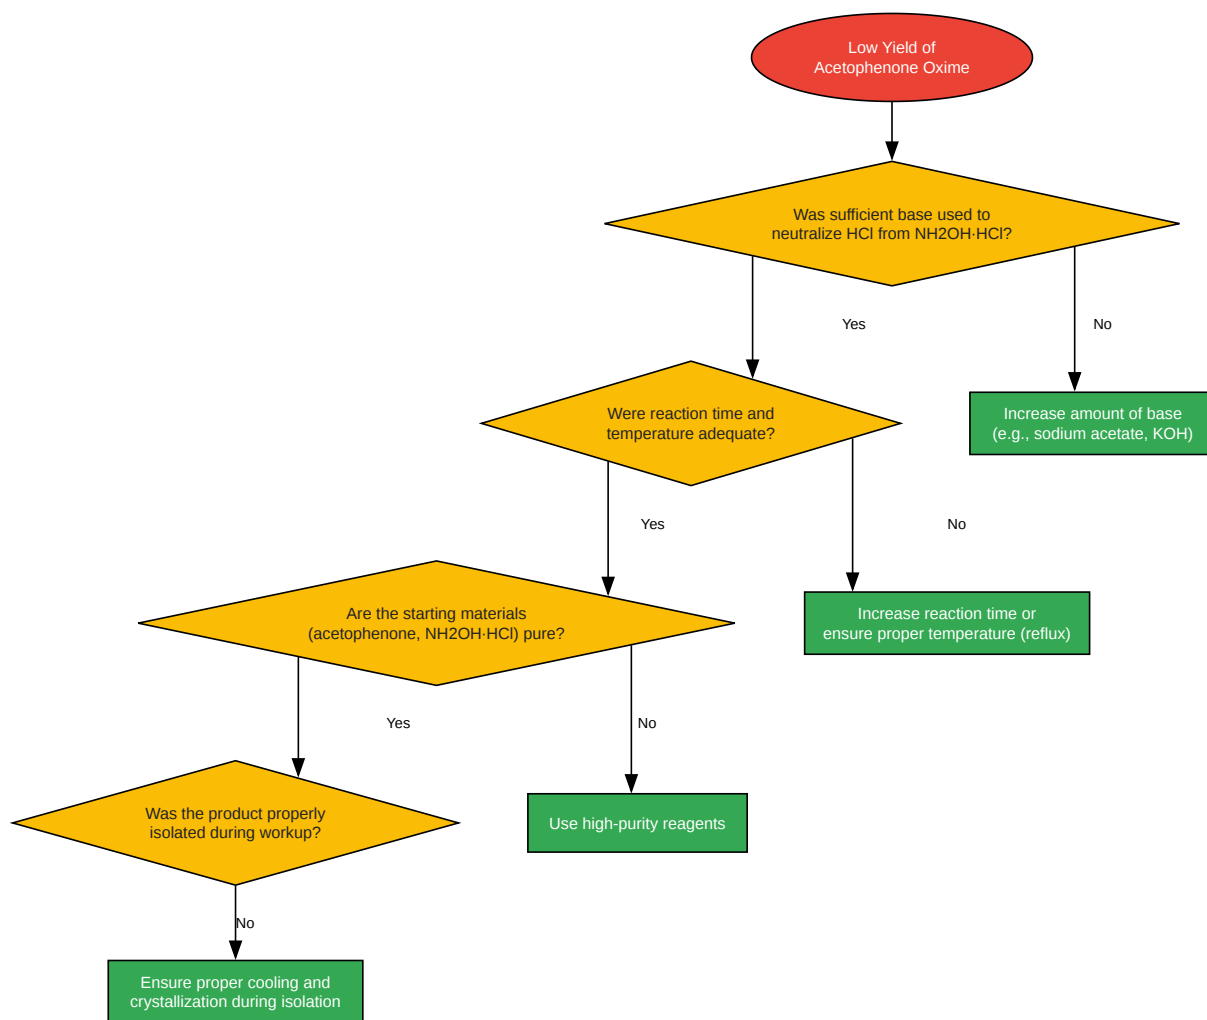 Low Yield of
Acetophenone Oxime
Was sufficient base used to
neutralize HCl from NH2OH·HCl?
Yes
No
Were reaction time and
temperature adequate?
Increase amount of base
(e.g., sodium acetate, KOH)
Yes
No
Are the starting materials
(acetophenone, NH2OH·HCl) pure?
Increase reaction time or
ensure proper temperature (reflux)
Yes
No
Was the product properly
isolated during workup?
Use high-purity reagents
No
Ensure proper cooling and
crystallization during isolation